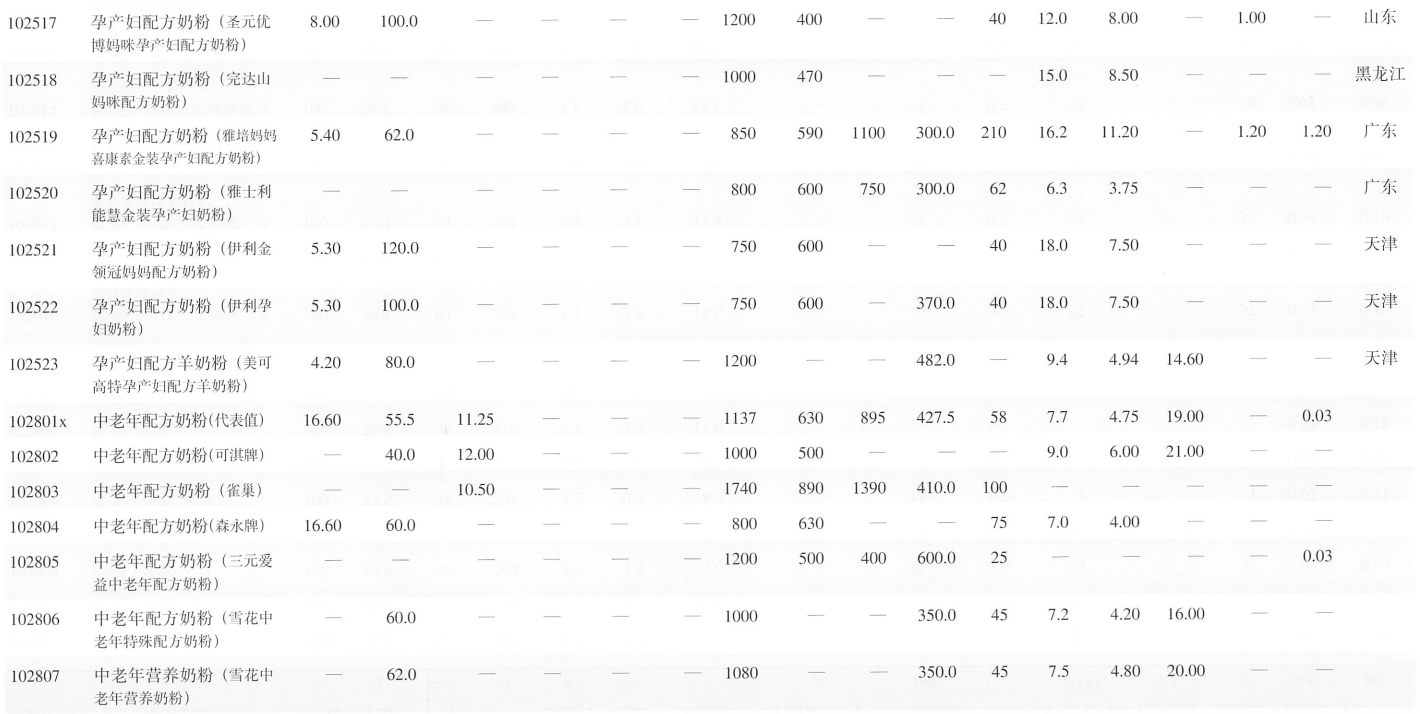 102517 孕产妇配方奶粉（圣元优 8.00 100.0 — — — — 1200 400 — — 40 12.0 8.00 — 1.00 — 山东
博妈咪孕产妇配方奶粉）
102518 孕产妇配方奶粉（完达山 — — — — — — 1000 470 — — — 15.0 8.50 — — — 黑龙江
妈咪配方奶粉）
102519 孕产妇配方奶粉（雅培妈妈 5.40 62.0 — — — — 850 590 1100 300.0 210 16.2 11.20 — 1.20 1.20 广东
喜康素金装孕产妇配方奶粉）
102520 孕产妇配方奶粉（雅士利 — — — — — — 800 600 750 300.0 62 6.3 3.75 — — — 广东
能慧金装孕产妇奶粉）
102521 孕产妇配方奶粉（伊利金 5.30 120.0 — — — — 750 600 — — 40 18.0 7.50 — — — 天津
领冠妈妈配方奶粉）
102522 孕产妇配方奶粉（伊利孕 5.30 100.0 — — — — 750 600 — 370.0 40 18.0 7.50 — — — 天津
妇奶粉）
102523 孕产妇配方羊奶粉（美可 4.20 80.0 — — — — 1200 — — 482.0 — 9.4 4.94 14.60 — — 天津
高特孕产妇配方羊奶粉）
102801x 中老年配方奶粉(代表值) 16.60 55.5 11.25 — — — 1137 630 895 427.5 58 7.7 4.75 19.00 — 0.03
102802 中老年配方奶粉(可淇牌) — 40.0 12.00 — — — 1000 500 — — — 9.0 6.00 21.00 — —
102803 中老年配方奶粉（雀巢） — — 10.50 — — — 1740 890 1390 410.0 100 — — — — —
102804 中老年配方奶粉(森永牌) 16.60 60.0 — — — — 800 630 — — 75 7.0 4.00 — — —
102805 中老年配方奶粉（三元爱 — — — — — — 1200 500 400 600.0 25 — — — — 0.03
益中老年配方奶粉）
102806 中老年配方奶粉（雪花中 — 60.0 — — — — 1000 — — 350.0 45 7.2 4.20 16.00 — —
老年特殊配方奶粉）
102807 中老年营养奶粉（雪花中 — 62.0 — — — — 1080 — — 350.0 45 7.5 4.80 20.00 — —
老年营养奶粉）